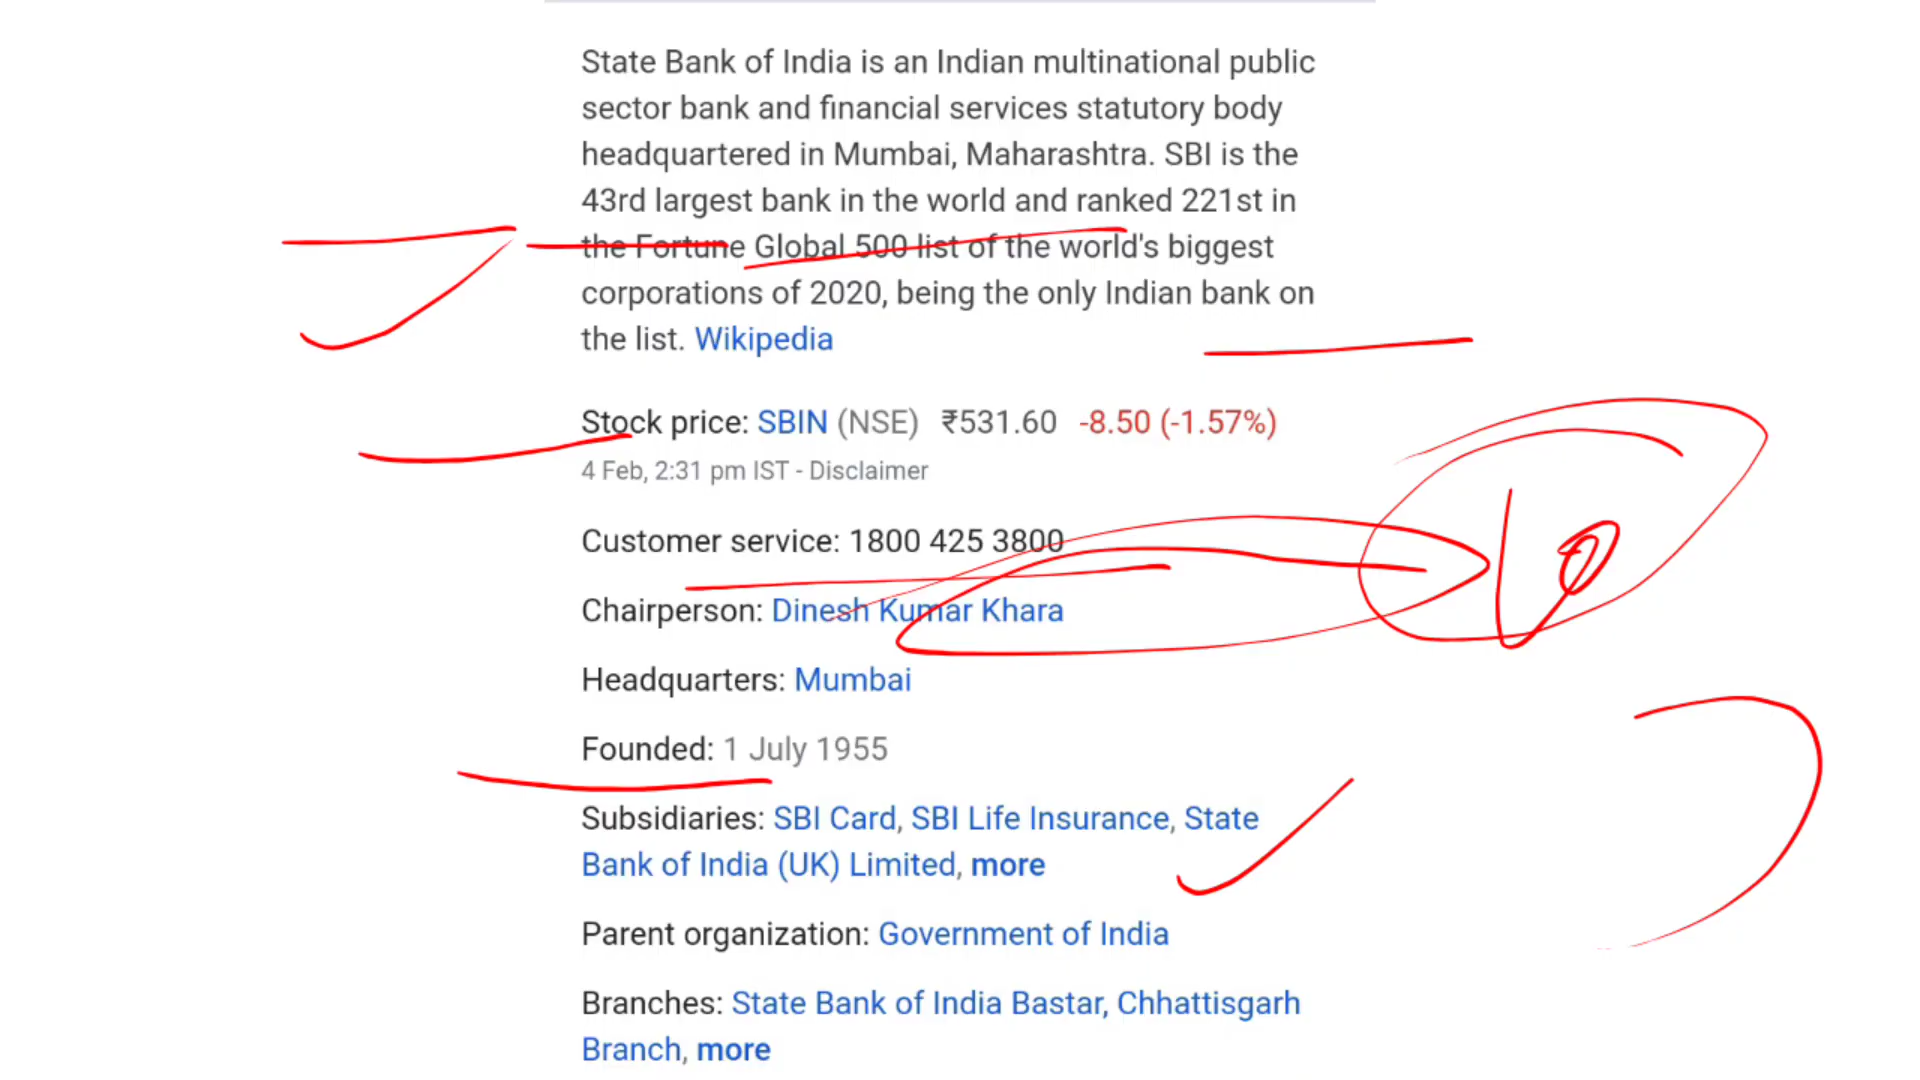 State Bank of India is an Indian multinational public
sector bank and financial services statutory body
headquartered in Mumbai, Maharashtra. SBI is the
43rd largest bank in the world and ranked 221st in
the Fortune Global 500 list of the world's biggest
corporations of 2020, being the only Indian bank on
the list. Wikipedia
Stock price: SBIN (NSE) ₹531.60 -8.50 (-1.57%)
4 Feb, 2:31 pm IST - Disclaimer
Customer service: 1800 425 3800
Chairperson: Dinesh Kumar Khara
Headquarters: Mumbai
Founded: 1 July 1955
Subsidiaries: SBI Card, SBI Life Insurance, State
Bank of India (UK) Limited, more
Parent organization: Government of India
Branches: State Bank of India Bastar, Chhattisgarh
Branch, more